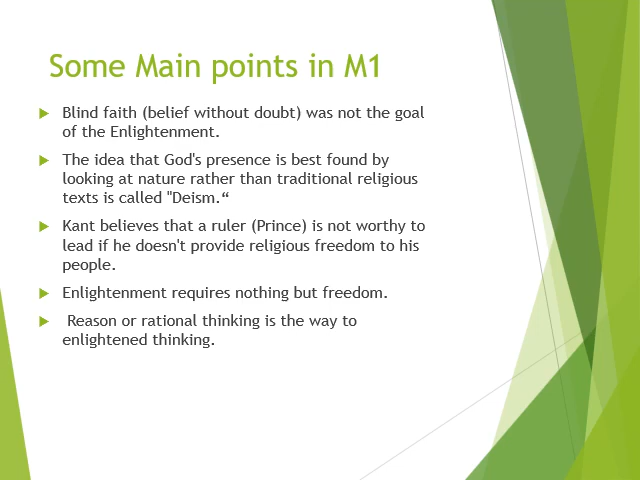 Some Main points in M1
Blind faith (belief without doubt) was not the goal
of the Enlightenment.
The idea that God's presence is best found by
looking at nature rather than traditional religious
texts is called "Deism.“
Kant believes that a ruler (Prince) is not worthy to
lead if he doesn't provide religious freedom to his
people.
Enlightenment requires nothing but freedom.
Reason or rational thinking is the way to
enlightened thinking.